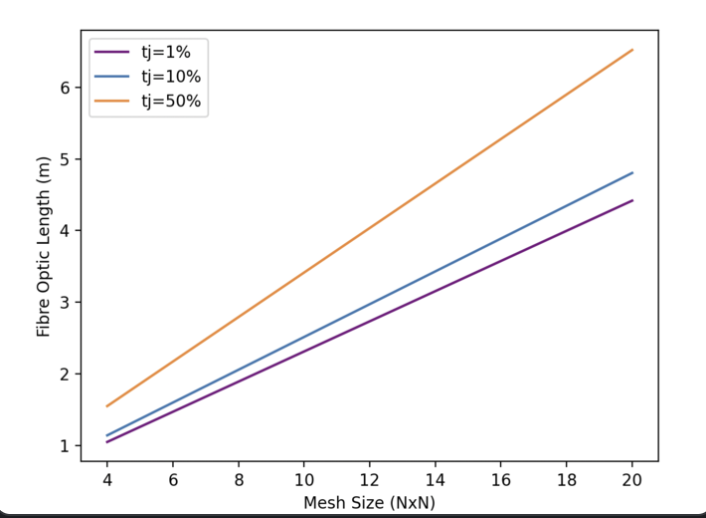 tj=1%
tj=10%
tj=50%
6
5
4
3
2
1
Fibre Optic Length (m)
4 6 8 10 12 14 16 18 20
Mesh Size (NxN)